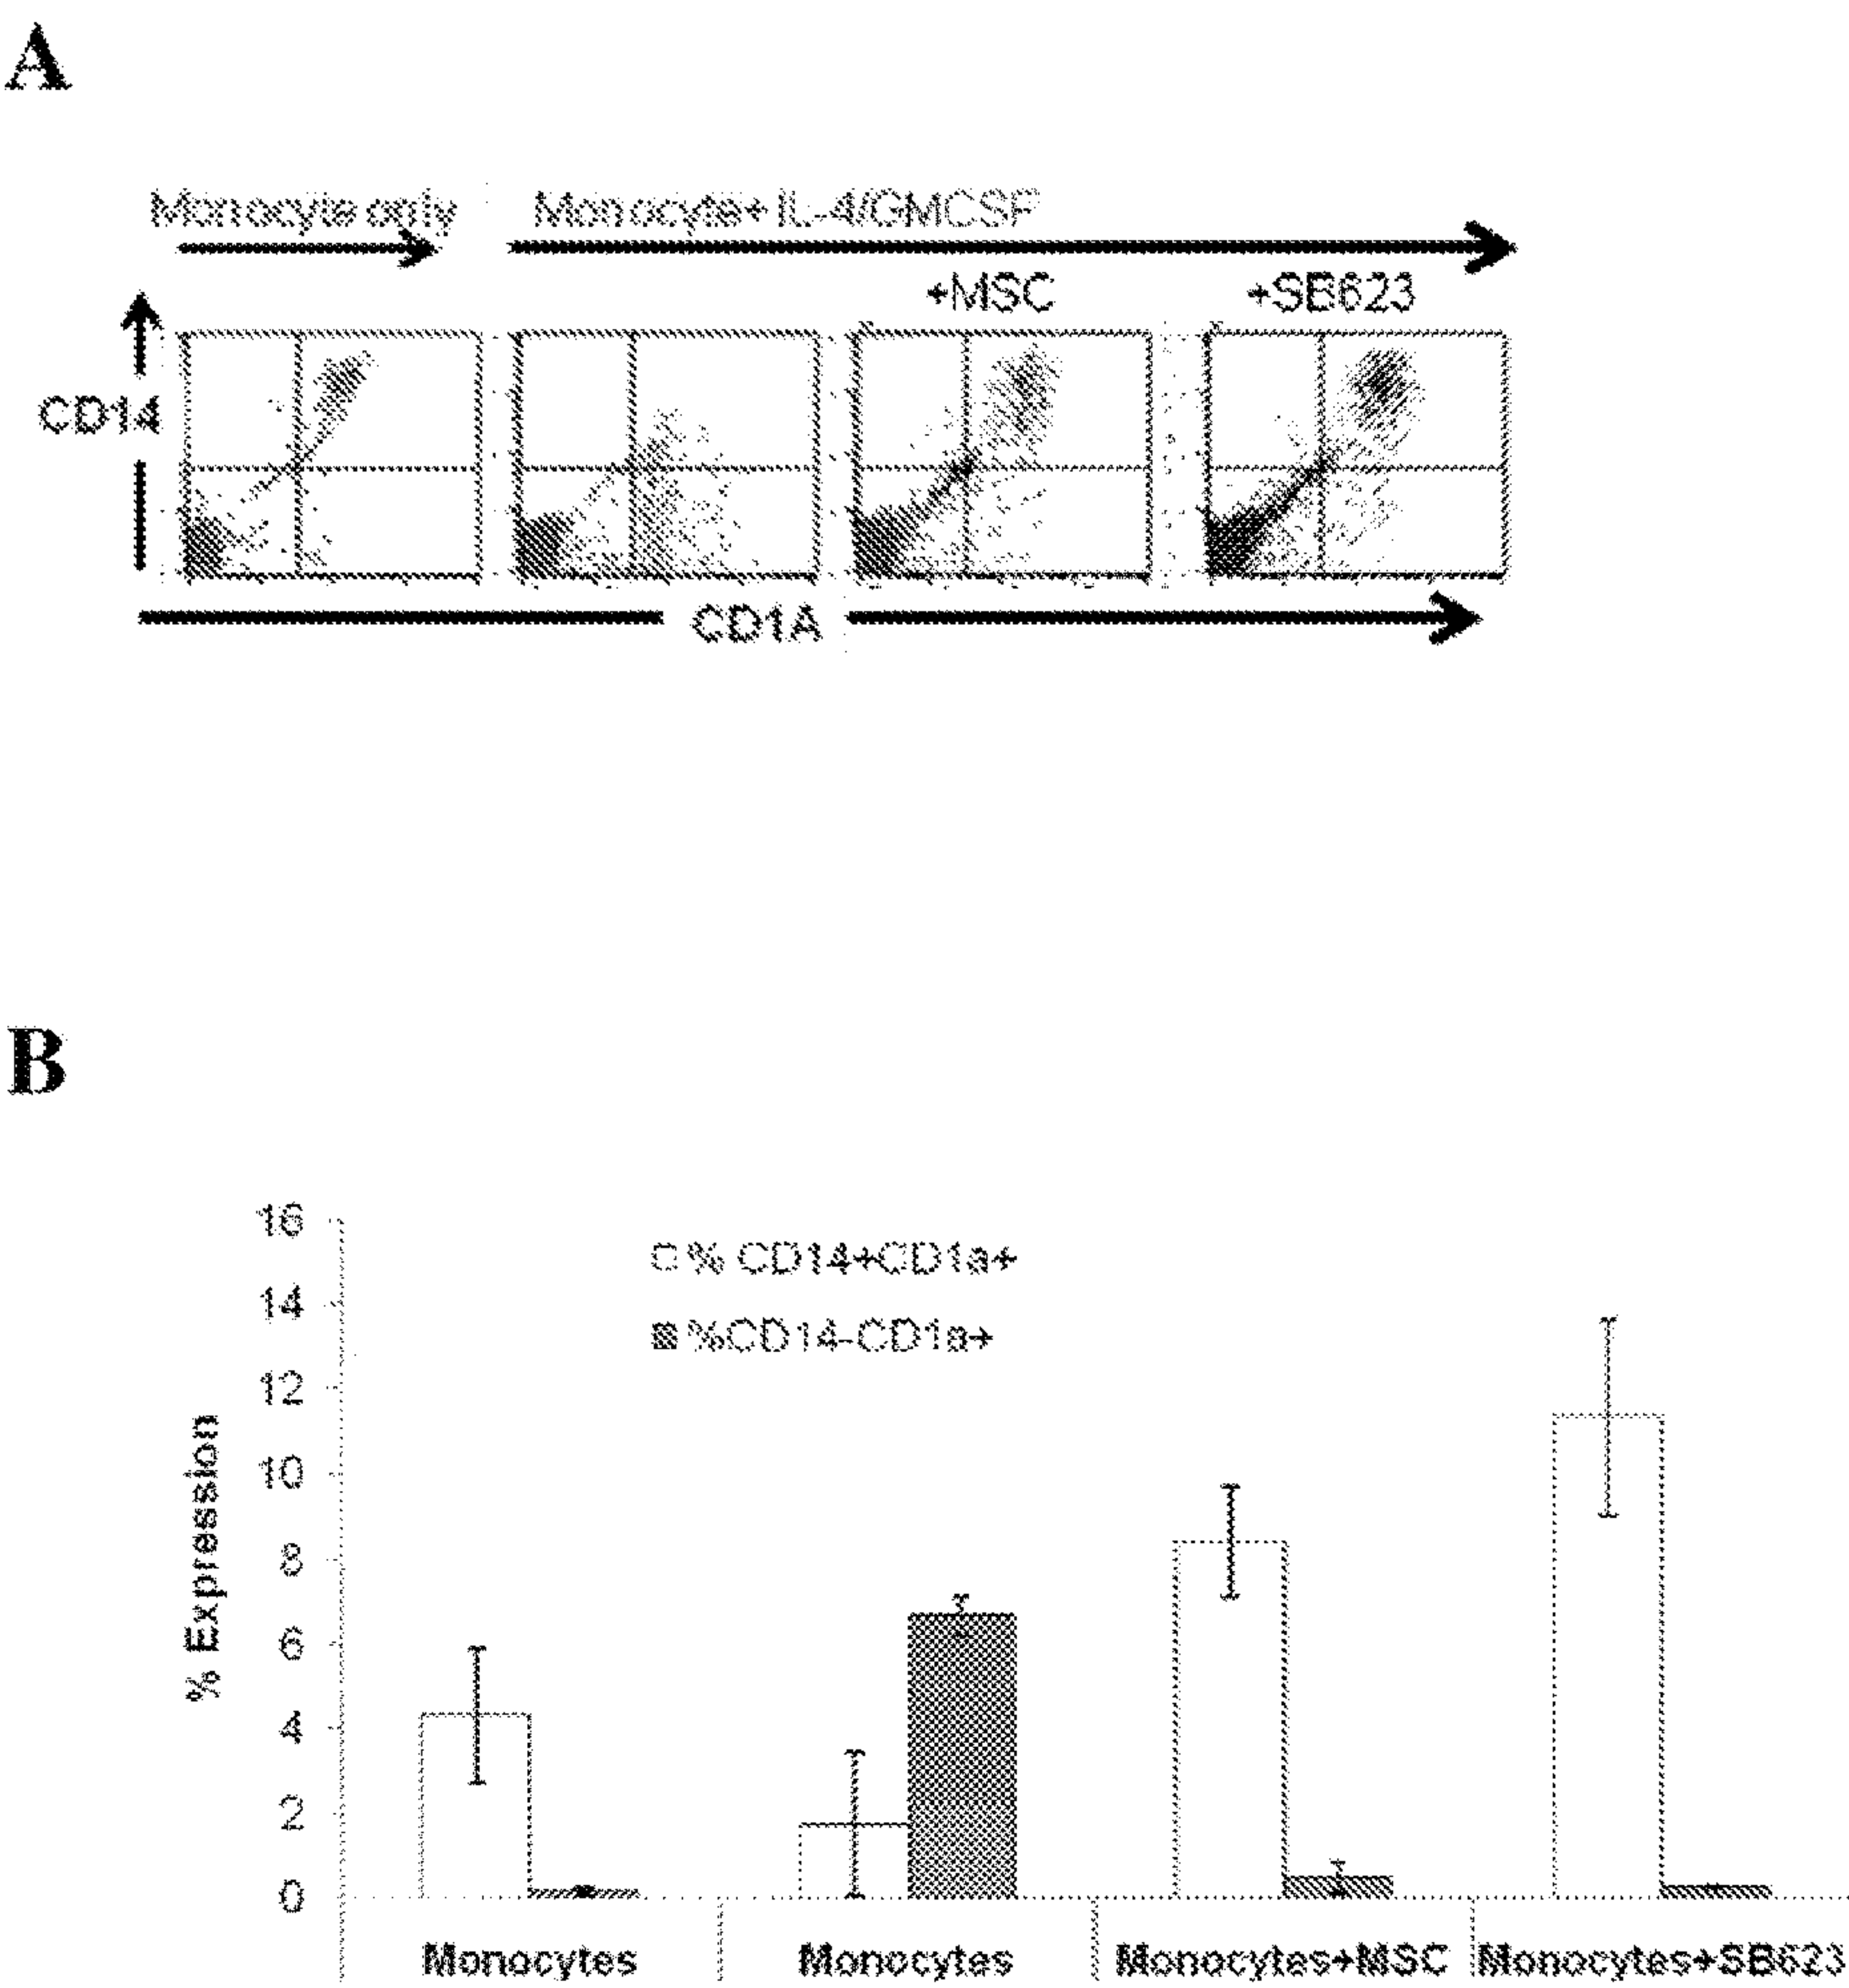 A
Monocyte only
Monocyte+ IL-4/GMCSF
+MSC
+SB623
CD14
CD1A
B
16
14
12
10
8
6
4
2
0
% Expression
% CD14+CD1a+
%CD14-CD1a+
Monocytes
Monocytes
Monocytes+MSC
Monocytes+SB623